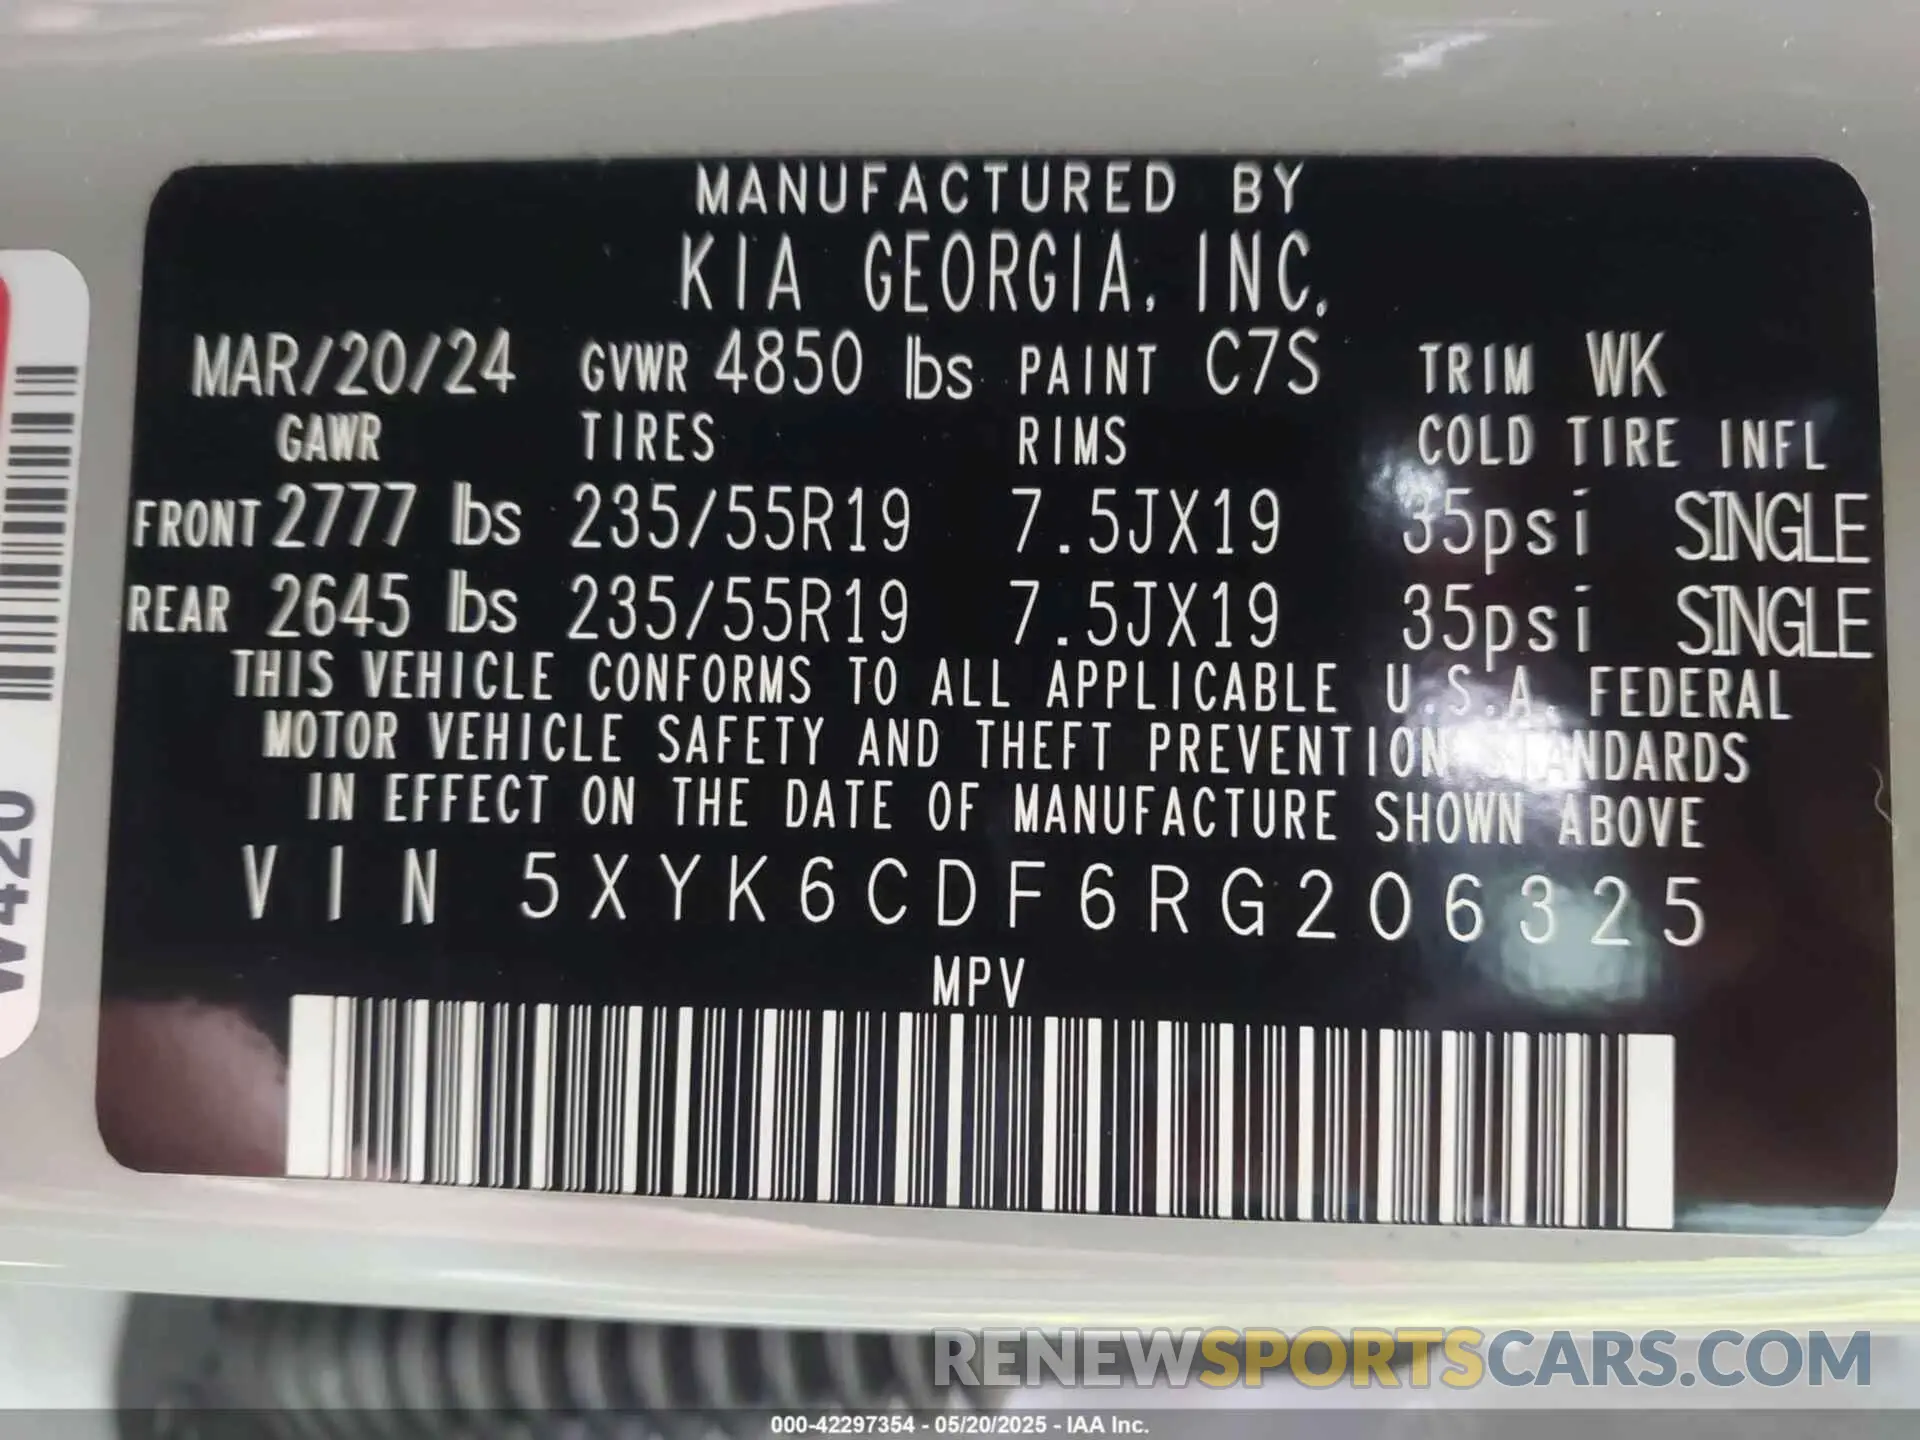 MANUFACTURED BY
KIA GEORGIA, INC.
MAR/20/24 GVWR 4850 lbs PAINT C7S TRIM WK
GAWR TIRES RIMS COLD TIRE INFL
FRONT 2777 lbs 235/55R19 7.5JX19 35psi SINGLE
REAR 2645 lbs 235/55R19 7.5JX19 35psi SINGLE
THIS VEHICLE CONFORMS TO ALL APPLICABLE U.S.A. FEDERAL
MOTOR VEHICLE SAFETY AND THEFT PREVENTION STANDARDS
IN EFFECT ON THE DATE OF MANUFACTURE SHOWN ABOVE
VIN 5XYK6CDF6RG206325
MPV
W420
RENEWSPORTSCARS.COM
000-42297354 - 05/20/2025 - IAA Inc.